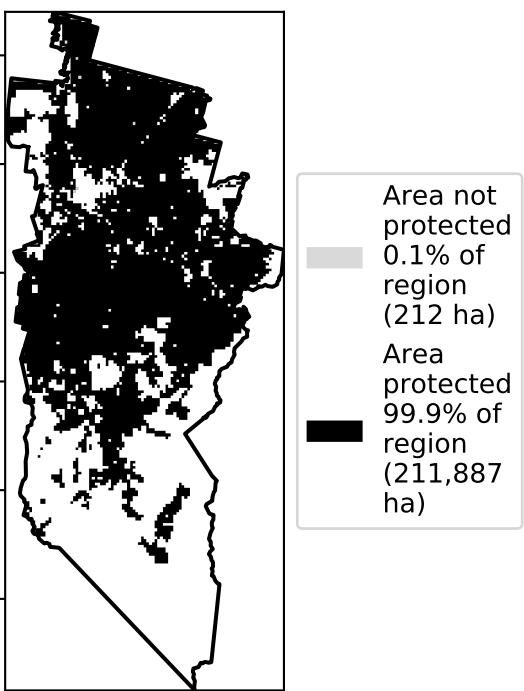 Area not
protected
0.1% of
region
(212 ha)
Area
protected
99.9% of
region
(211,887
ha)